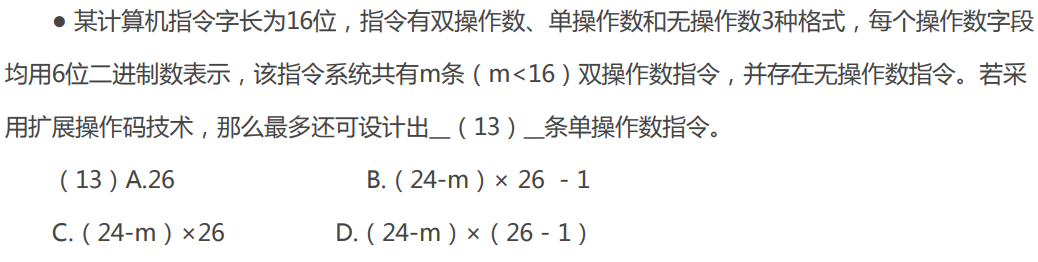 ● 某计算机指令字长为16位，指令有双操作数、单操作数和无操作数3种格式，每个操作数字段
均用6位二进制数表示，该指令系统共有m条（m<16）双操作数指令，并存在无操作数指令。若采
用扩展操作码技术，那么最多还可设计出__（13）__条单操作数指令。
（13）A.26 B.（24-m）× 26 - 1
C.（24-m）×26 D.（24-m）×（26 - 1）